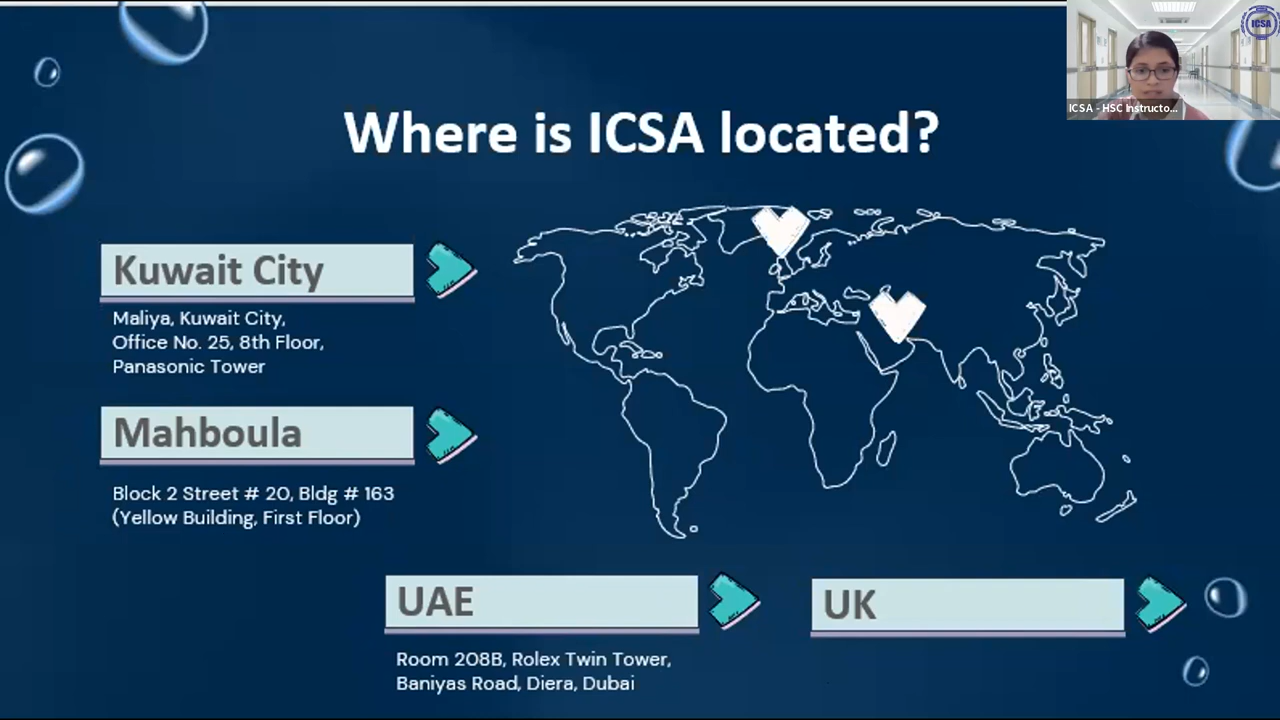 Where is ICSA located?
ICSA
ICSA - HSC Instructo...
Kuwait City
Maliya, Kuwait City,
Office No. 25, 8th Floor,
Panasonic Tower
Mahboula
Block 2 Street # 20, Bldg # 163
(Yellow Building, First Floor)
UAE
Room 208B, Rolex Twin Tower,
Baniyas Road, Diera, Dubai
UK